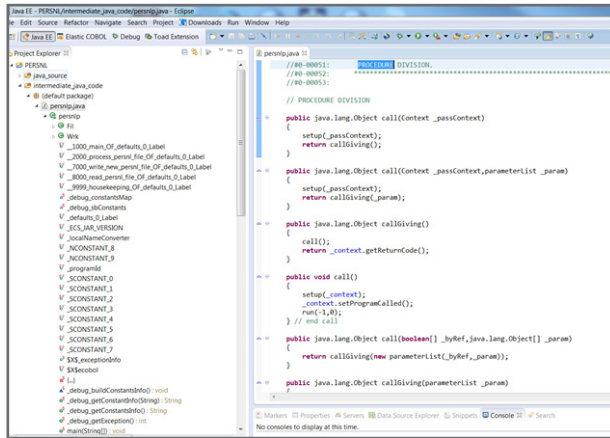 Java EE - PERSNL/intermediate_java_code/persnlp.java - Eclipse
File Edit Source Refactor Navigate Search Project Downloads Run Window Help
Java EE Elastic COBOL Debug Toad Extension
Project Explorer
PERSNL
java_source
intermediate_java_code
(default package)
persnlp.java
persnlp
Fil
Wrk
__1000_main_OF_defaults_0_Label
__2000_process_persnl_file_OF_defaults_0_Label
__7000_write_new_persnl_file_OF_defaults_0_Label
__8000_read_persnl_file_OF_defaults_0_Label
__9999_housekeeping_OF_defaults_0_Label
_debug_constantsMap
_debug_sbConstants
_defaults_0_Label
_ECS_JAR_VERSION
_localNameConverter
_NCONSTANT_8
_NCONSTANT_9
_programId
_SCONSTANT_0
_SCONSTANT_1
_SCONSTANT_2
_SCONSTANT_3
_SCONSTANT_4
_SCONSTANT_5
_SCONSTANT_6
_SCONSTANT_7
$X$_exceptionInfo
$X$ecobol
{...}
_debug_buildConstantsInfo() : void
_debug_getConstantInfo(String) : String
_debug_getConstantsInfo() : String
_debug_getException() : int
main(String[]) : void
persnlp.java
//#0-00051: PROCEDURE DIVISION.
//#0-00052:
//#0-00053:
// PROCEDURE DIVISION
public java.lang.Object call(Context _passContext)
{
setup(_passContext);
return callGiving();
}
public java.lang.Object call(Context _passContext,parameterList _param)
{
setup(_passContext);
return callGiving(_param);
}
public java.lang.Object callGiving()
{
call();
return _context.getReturnCode();
}
public void call()
{
setup(_context);
_context.setProgramCalled();
run(-1,0);
} // end call
public java.lang.Object call(boolean[] _byRef,java.lang.Object[] _param)
{
return callGiving(new parameterList(_byRef,_param));
}
public java.lang.Object callGiving(parameterList _param)
{
Markers Properties Servers Data Source Explorer Snippets Console Search
No consoles to display at this time.